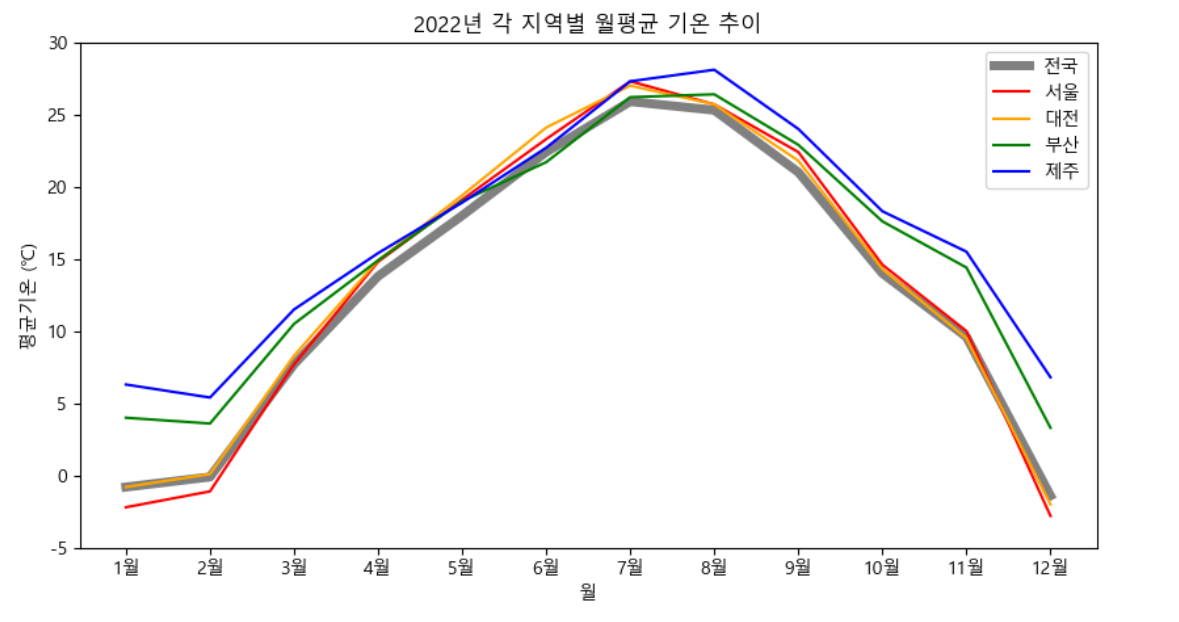 2022년 각 지역별 월평균 기온 추이
30
25
20
15
10
5
0
-5
평균기온 (℃)
1월 2월 3월 4월 5월 6월 7월 8월 9월 10월 11월 12월
월
전국
서울
대전
부산
제주